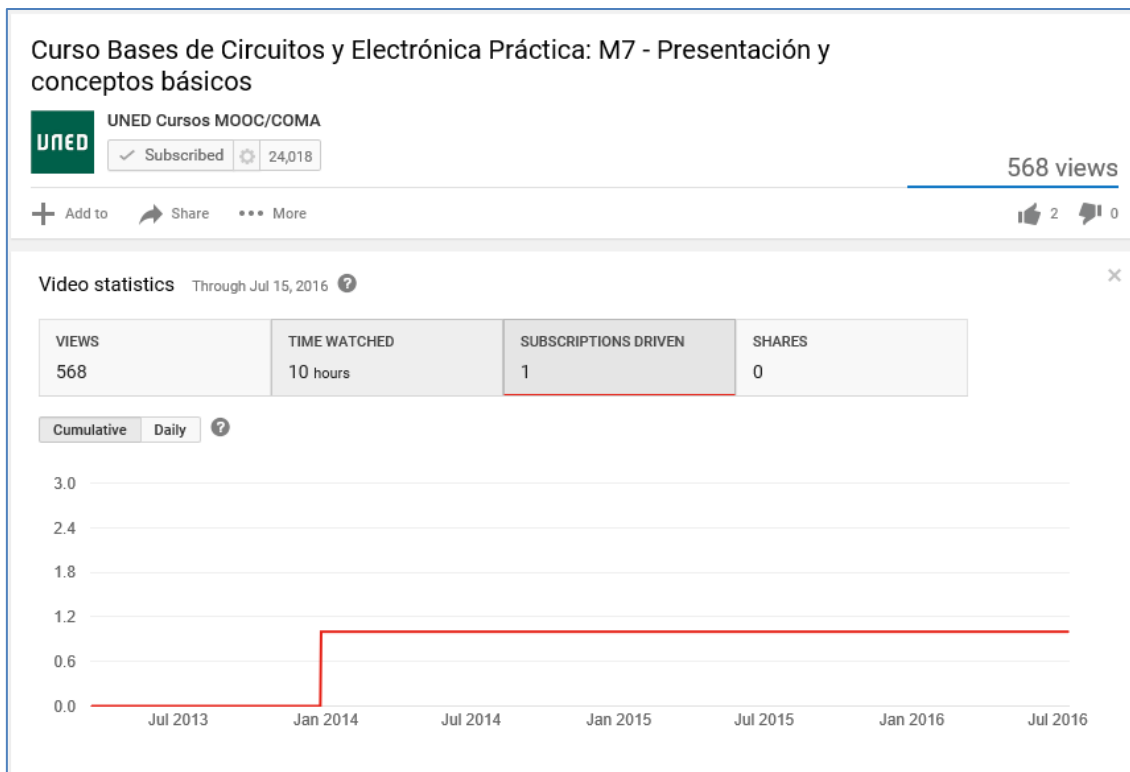 Curso Bases de Circuitos y Electrónica Práctica: M7 - Presentación y
conceptos básicos
UNED
UNED Cursos MOOC/COMA
Subscribed 24,018
568 views
Add to Share More 2 0
Video statistics Through Jul 15, 2016 ?
VIEWS TIME WATCHED SUBSCRIPTIONS DRIVEN SHARES
568 10 hours 1 0
Cumulative Daily ?
3.0
2.4
1.8
1.2
0.6
0.0
Jul 2013 Jan 2014 Jul 2014 Jan 2015 Jul 2015 Jan 2016 Jul 2016